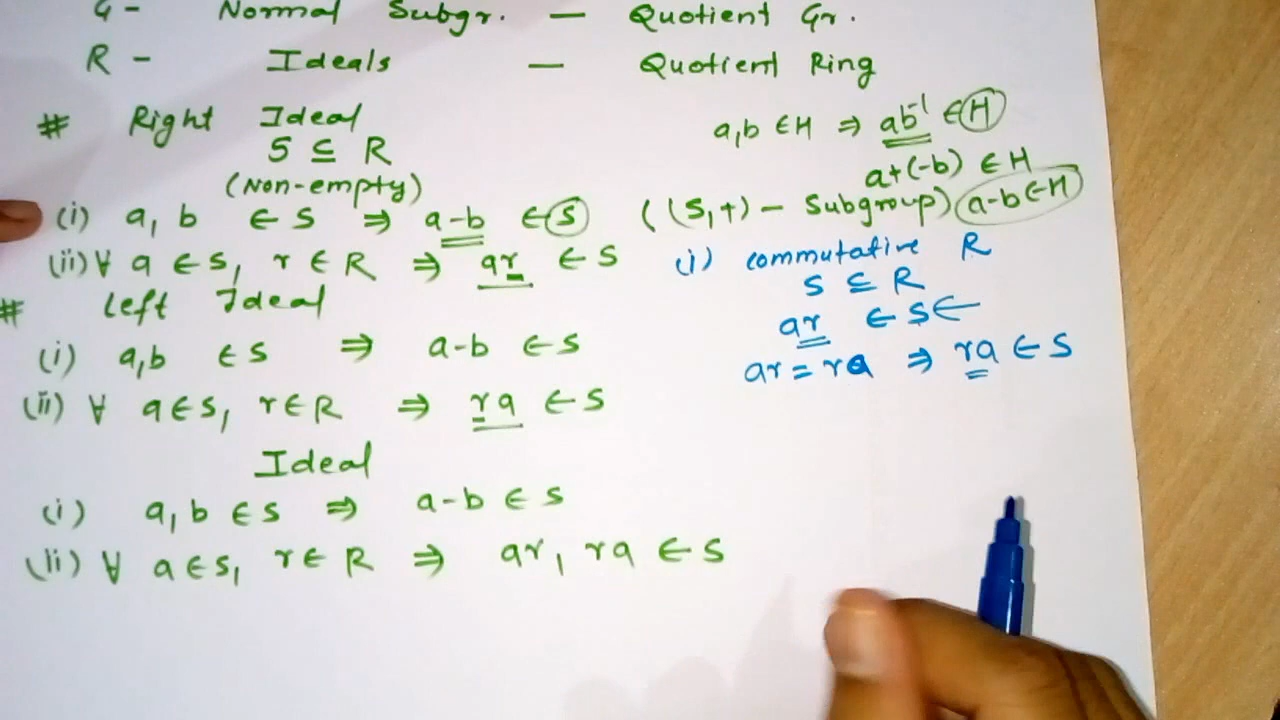 G - Normal Subgr. — Quotient Gr.
R - Ideals — Quotient Ring
# Right Ideal
S ⊆ R
(Non-empty)
(i) a, b ∈ S ⇒ a-b ∈ S ((S,+) - Subgroup)
(ii) ∀ a ∈ S, r ∈ R ⇒ ar ∈ S
# Left Ideal
(i) a,b ∈ S ⇒ a-b ∈ S
(ii) ∀ a ∈ S, r ∈ R ⇒ ra ∈ S
Ideal
(i) a, b ∈ S ⇒ a-b ∈ S
(ii) ∀ a ∈ S, r ∈ R ⇒ ar, ra ∈ S
a,b ∈ H ⇒ ab⁻¹ ∈ H
a+(-b) ∈ H
a-b ∈ H
(i) commutative R
S ⊆ R
ar ∈ S ←
ar = ra ⇒ ra ∈ S